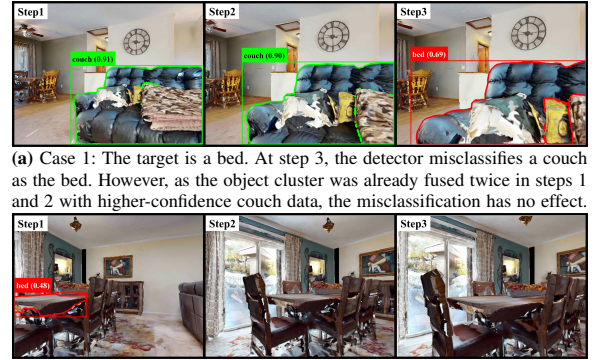 Step1 Step2 Step3
couch (0.91) couch (0.90) bed (0.69)
(a) Case 1: The target is a bed. At step 3, the detector misclassifies a couch
as the bed. However, as the object cluster was already fused twice in steps 1
and 2 with higher-confidence couch data, the misclassification has no effect.
Step1 Step2 Step3
bed (0.48)